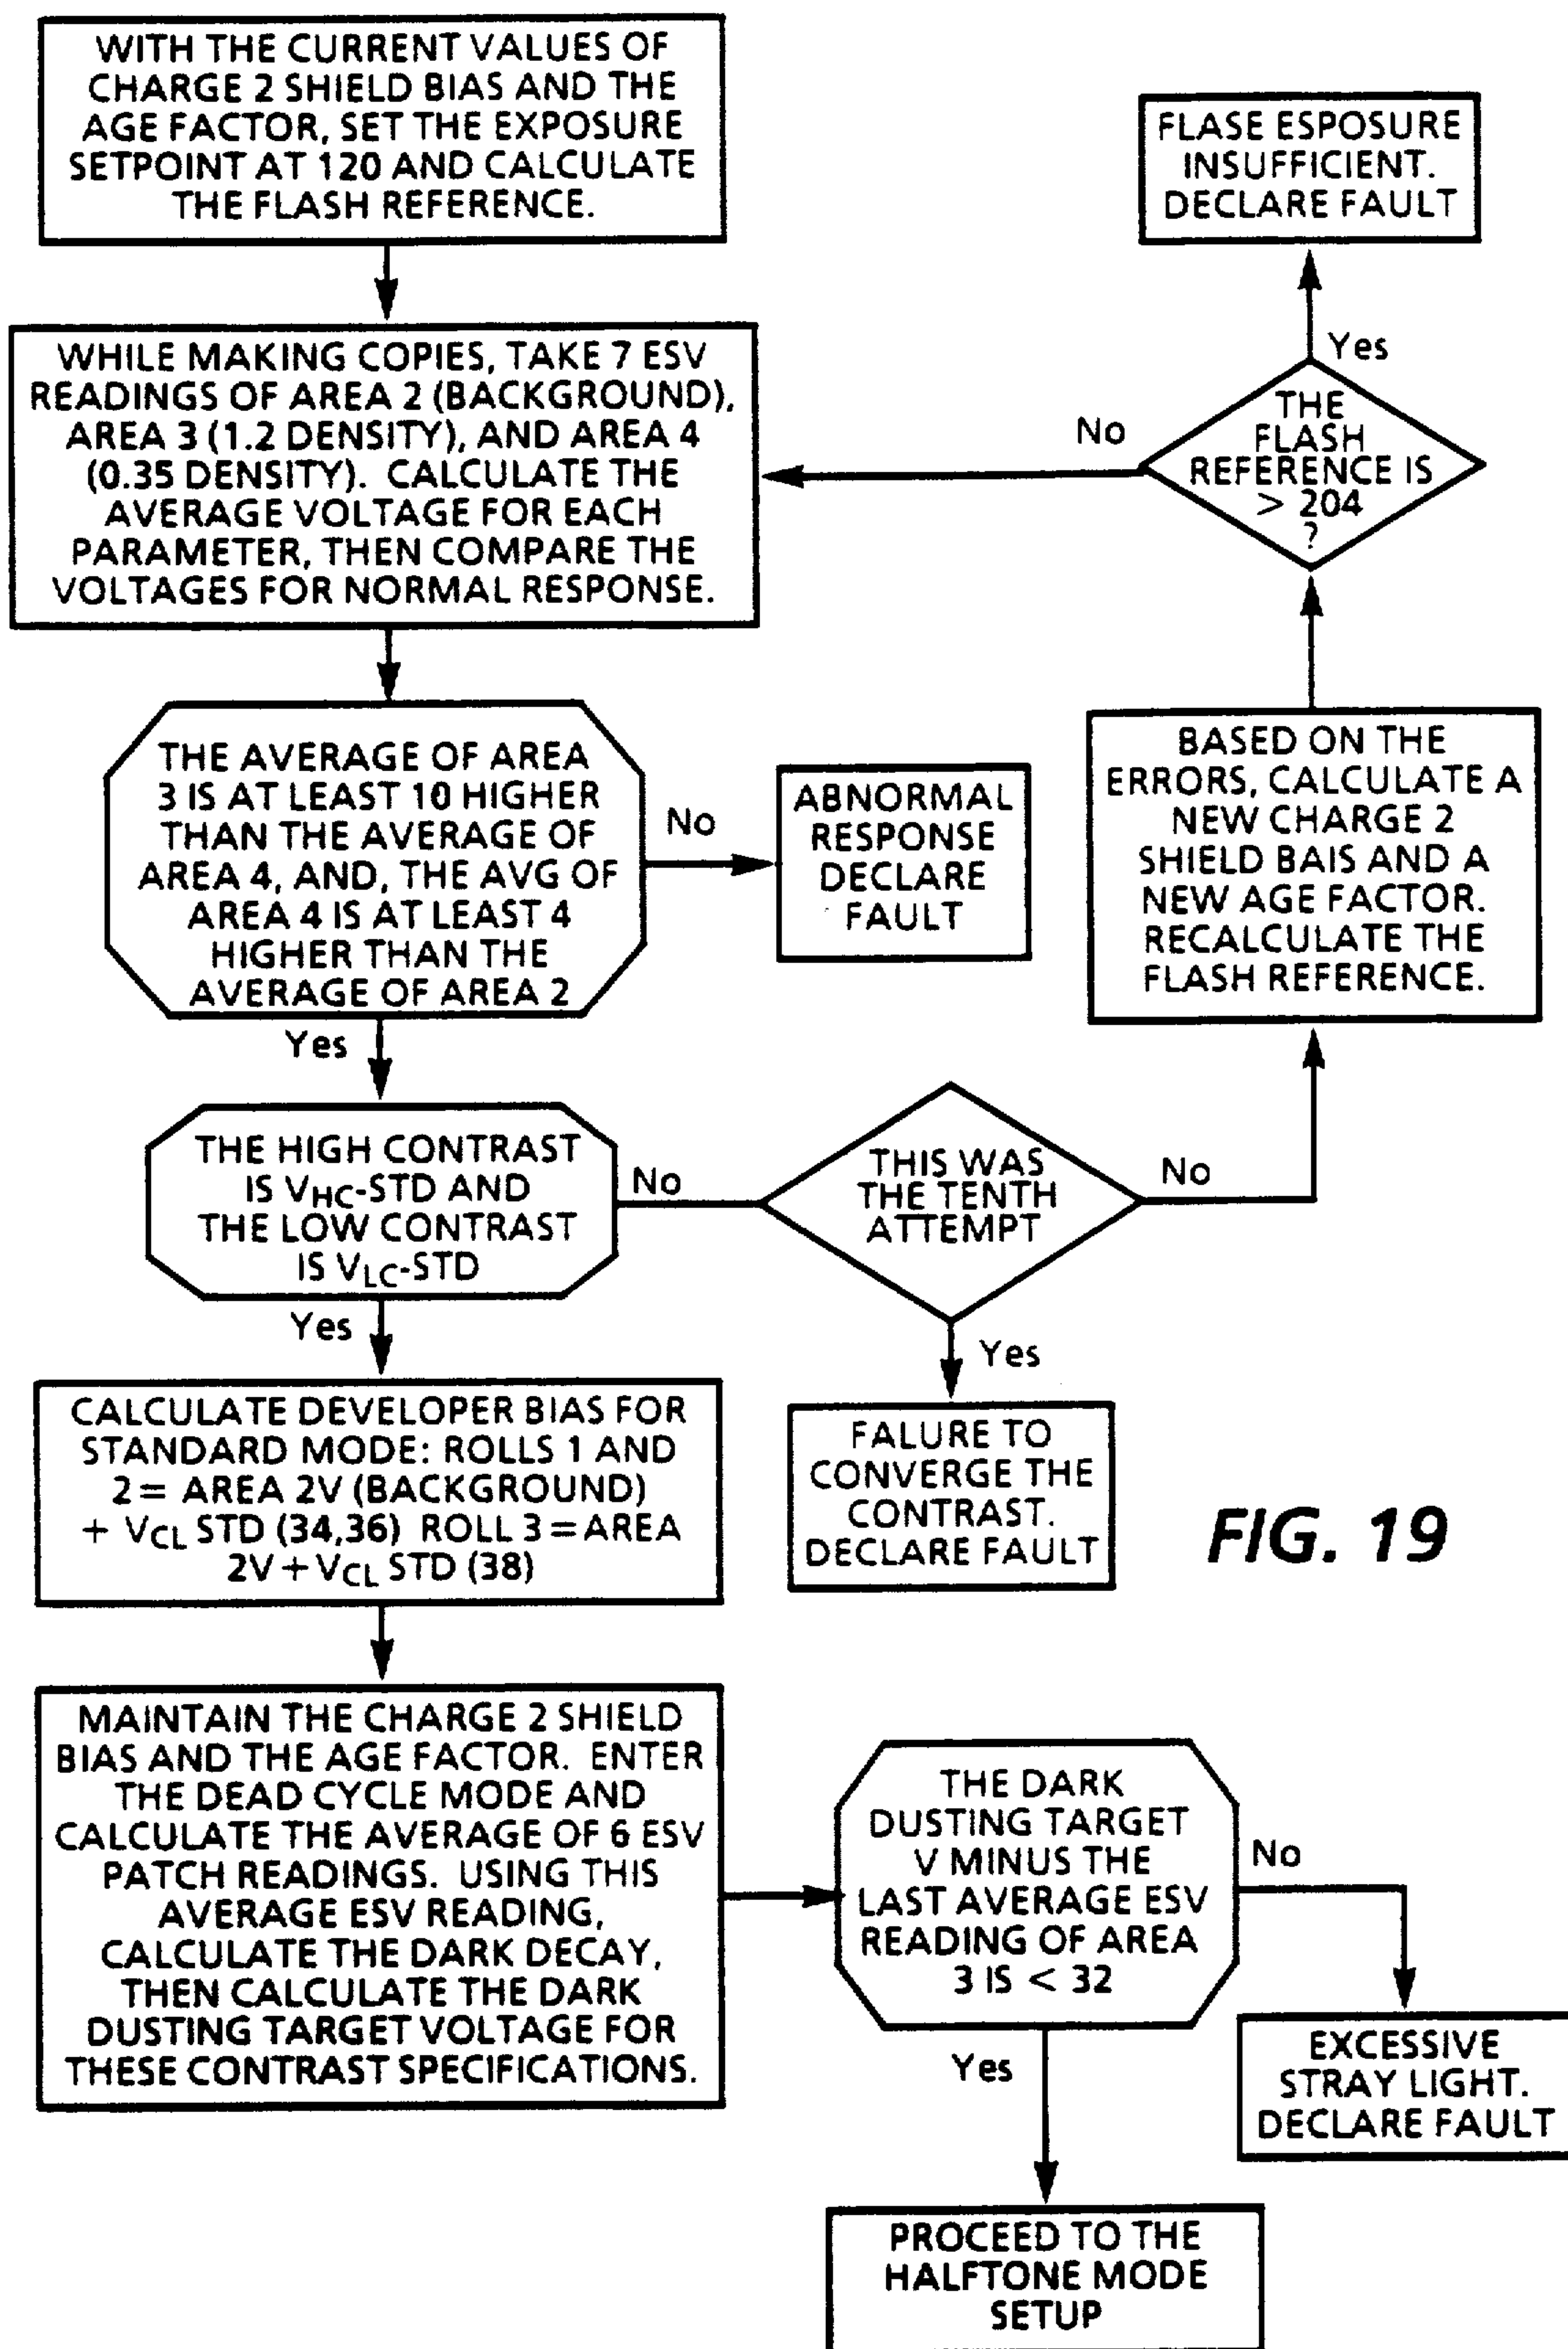 WITH THE CURRENT VALUES OF
CHARGE 2 SHIELD BIAS AND THE
AGE FACTOR, SET THE EXPOSURE
SETPOINT AT 120 AND CALCULATE
THE FLASH REFERENCE.
FLASE ESPOSURE
INSUFFICIENT.
DECLARE FAULT
Yes
THE
FLASH
REFERENCE IS
> 204
?
No
WHILE MAKING COPIES, TAKE 7 ESV
READINGS OF AREA 2 (BACKGROUND),
AREA 3 (1.2 DENSITY), AND AREA 4
(0.35 DENSITY). CALCULATE THE
AVERAGE VOLTAGE FOR EACH
PARAMETER, THEN COMPARE THE
VOLTAGES FOR NORMAL RESPONSE.
THE AVERAGE OF AREA
3 IS AT LEAST 10 HIGHER
THAN THE AVERAGE OF
AREA 4, AND, THE AVG OF
AREA 4 IS AT LEAST 4
HIGHER THAN THE
AVERAGE OF AREA 2
No
ABNORMAL
RESPONSE
DECLARE
FAULT
BASED ON THE
ERRORS, CALCULATE A
NEW CHARGE 2
SHIELD BAIS AND A
NEW AGE FACTOR.
RECALCULATE THE
FLASH REFERENCE.
Yes
THE HIGH CONTRAST
IS VHC-STD AND
THE LOW CONTRAST
IS VLC-STD
No
THIS WAS
THE TENTH
ATTEMPT
No
Yes
Yes
CALCULATE DEVELOPER BIAS FOR
STANDARD MODE: ROLLS 1 AND
2 = AREA 2V (BACKGROUND)
+ VCL STD (34,36) ROLL 3 = AREA
2V + VCL STD (38)
FALURE TO
CONVERGE THE
CONTRAST.
DECLARE FAULT
FIG. 19
MAINTAIN THE CHARGE 2 SHIELD
BIAS AND THE AGE FACTOR. ENTER
THE DEAD CYCLE MODE AND
CALCULATE THE AVERAGE OF 6 ESV
PATCH READINGS. USING THIS
AVERAGE ESV READING,
CALCULATE THE DARK DECAY,
THEN CALCULATE THE DARK
DUSTING TARGET VOLTAGE FOR
THESE CONTRAST SPECIFICATIONS.
THE DARK
DUSTING TARGET
V MINUS THE
LAST AVERAGE ESV
READING OF AREA
3 IS < 32
No
Yes
EXCESSIVE
STRAY LIGHT.
DECLARE FAULT
PROCEED TO THE
HALFTONE MODE
SETUP